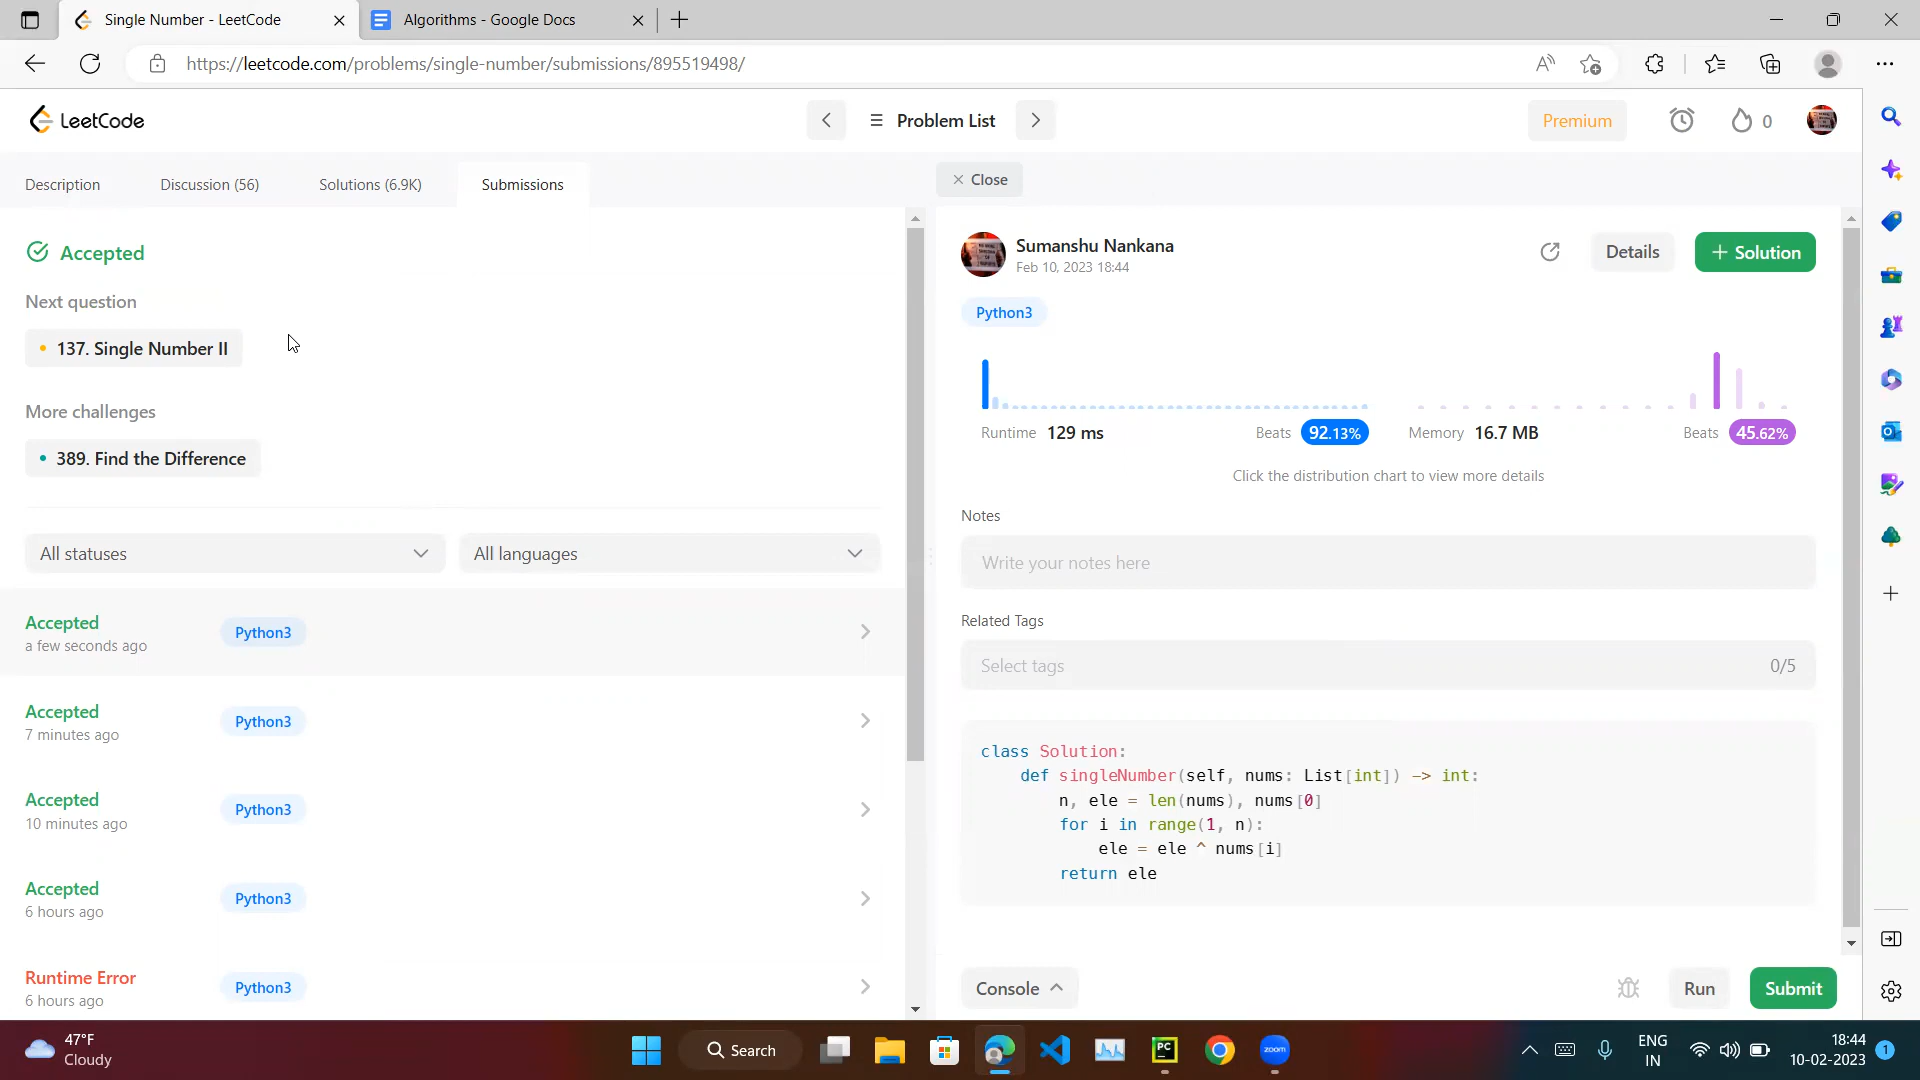 Single Number - LeetCode
Algorithms - Google Docs
https://leetcode.com/problems/single-number/submissions/895519498/
LeetCode
Problem List
Premium
0
Description
Discussion (56)
Solutions (6.9K)
Submissions
Close
Accepted
Next question
137. Single Number II
More challenges
389. Find the Difference
All statuses
All languages
Accepted
a few seconds ago
Python3
Accepted
7 minutes ago
Python3
Accepted
10 minutes ago
Python3
Accepted
6 hours ago
Python3
Runtime Error
6 hours ago
Python3
Sumanshu Nankana
Feb 10, 2023 18:44
Details
+ Solution
Python3
Runtime 129 ms
Beats 92.13%
Memory 16.7 MB
Beats 45.62%
Click the distribution chart to view more details
Notes
Write your notes here
Related Tags
Select tags
0/5
class Solution:
def singleNumber(self, nums: List[int]) -> int:
n, ele = len(nums), nums[0]
for i in range(1, n):
ele = ele ^ nums[i]
return ele
Console
Run
Submit
47°F
Cloudy
Search
PC
zoom
ENG
IN
18:44
10-02-2023
1